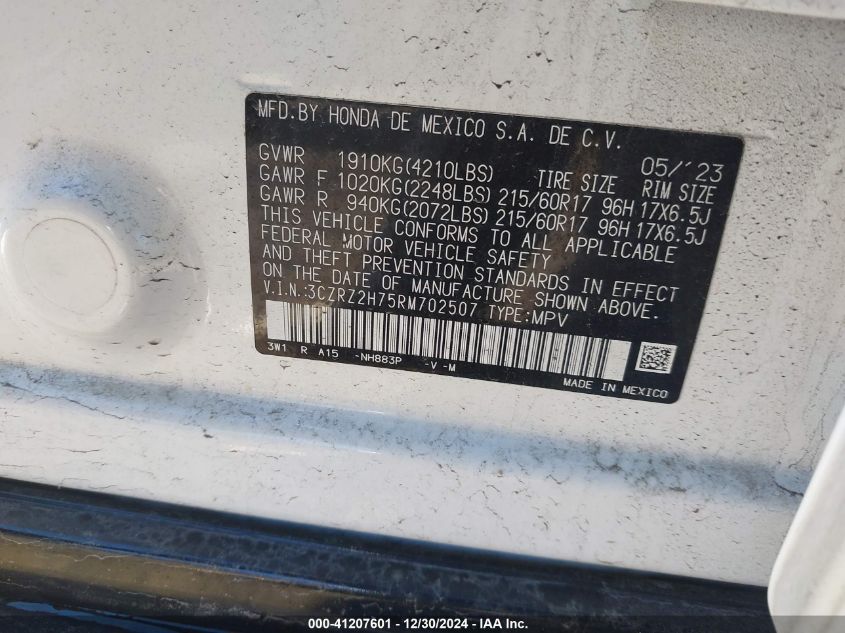 MFD.BY HONDA DE MEXICO S.A. DE C.V.
05/'23
GVWR 1910KG(4210LBS) TIRE SIZE RIM SIZE
GAWR F 1020KG(2248LBS) 215/60R17 96H 17X6.5J
GAWR R 940KG(2072LBS) 215/60R17 96H 17X6.5J
THIS VEHICLE CONFORMS TO ALL APPLICABLE
FEDERAL MOTOR VEHICLE SAFETY
AND THEFT PREVENTION STANDARDS IN EFFECT
ON THE DATE OF MANUFACTURE SHOWN ABOVE.
V.I.N.:3CZRZ2H75RM702507 TYPE:MPV
3W1 R A15 -NH883P -V -M
MADE IN MEXICO
000-41207601 - 12/30/2024 - IAA Inc.